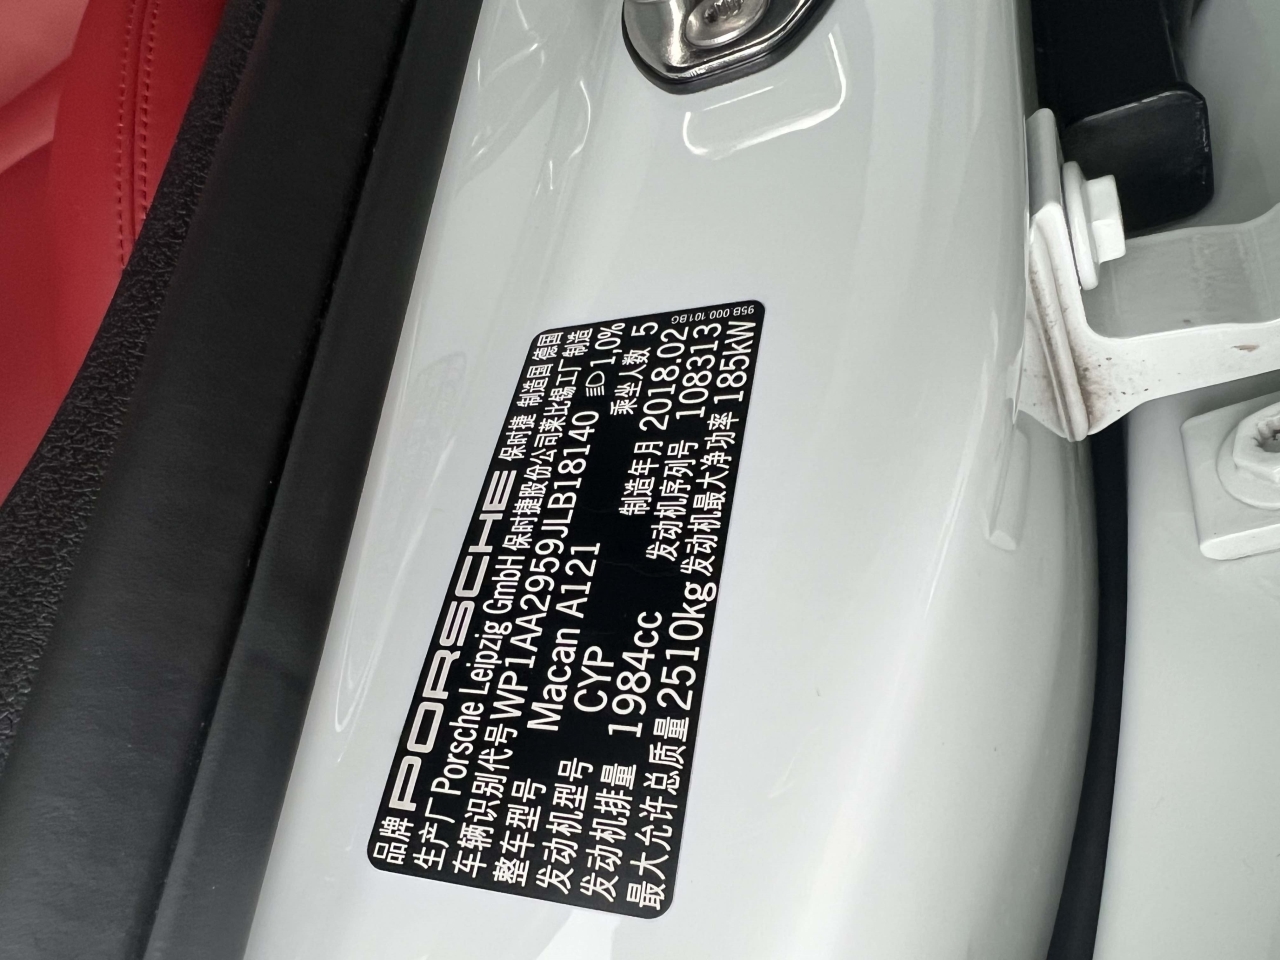 95B.000.101.BG
品牌 PORSCHE 保时捷 制造国 德国
生产厂 Porsche Leipzig GmbH 保时捷股份公司莱比锡工厂制造
车辆识别代号 WP1AA2959JLB18140 1,0%
整车型号 Macan A121 乘坐人数 5
发动机型号 CYP 制造年月 2018.02
发动机排量 1984cc 发动机序列号 108313
最大允许总质量 2510kg 发动机最大净功率 185kW